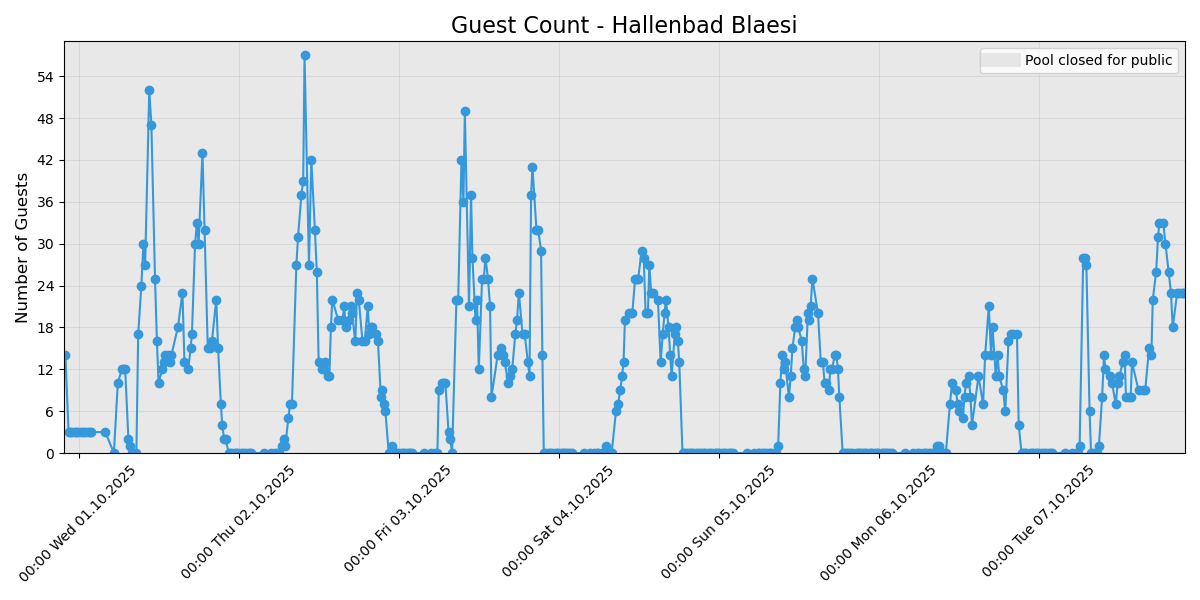 Guest Count - Hallenbad Blaesi
Pool closed for public
Number of Guests
54
48
42
36
30
24
18
12
6
0
00:00 Wed 01.10.2025
00:00 Thu 02.10.2025
00:00 Fri 03.10.2025
00:00 Sat 04.10.2025
00:00 Sun 05.10.2025
00:00 Mon 06.10.2025
00:00 Tue 07.10.2025